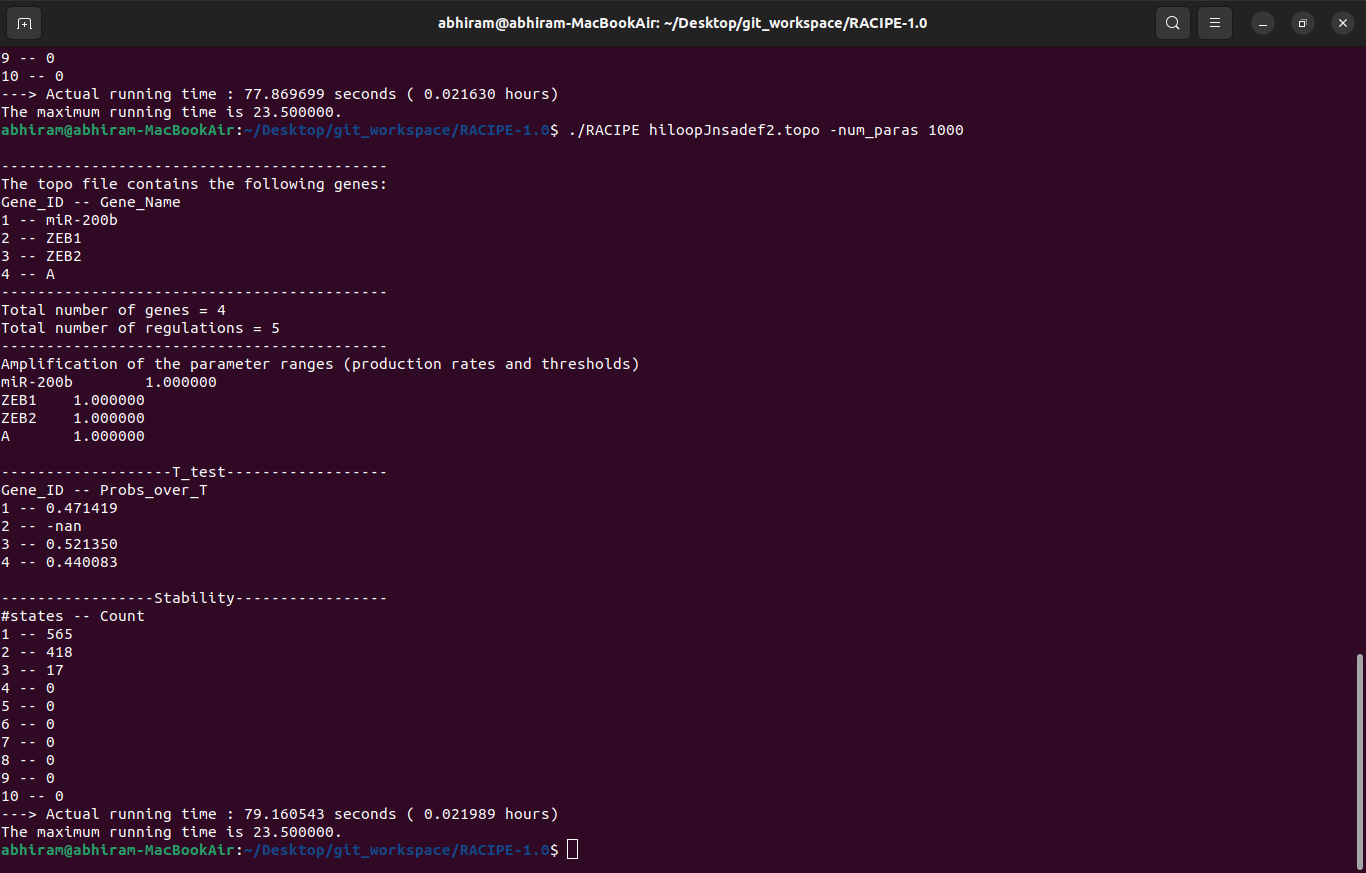 abhiram@abhiram-MacBookAir: ~/Desktop/git_workspace/RACIPE-1.0
9 -- 0
10 -- 0
---> Actual running time : 77.869699 seconds ( 0.021630 hours)
The maximum running time is 23.500000.
abhiram@abhiram-MacBookAir:~/Desktop/git_workspace/RACIPE-1.0$ ./RACIPE hiloopJnsadef2.topo -num_paras 1000
-------------------------------------------
The topo file contains the following genes:
Gene_ID -- Gene_Name
1 -- miR-200b
2 -- ZEB1
3 -- ZEB2
4 -- A
-------------------------------------------
Total number of genes = 4
Total number of regulations = 5
-------------------------------------------
Amplification of the parameter ranges (production rates and thresholds)
miR-200b        1.000000
ZEB1    1.000000
ZEB2    1.000000
A       1.000000
-------------------T_test------------------
Gene_ID -- Probs_over_T
1 -- 0.471419
2 -- -nan
3 -- 0.521350
4 -- 0.440083
-----------------Stability-----------------
#states -- Count
1 -- 565
2 -- 418
3 -- 17
4 -- 0
5 -- 0
6 -- 0
7 -- 0
8 -- 0
9 -- 0
10 -- 0
---> Actual running time : 79.160543 seconds ( 0.021989 hours)
The maximum running time is 23.500000.
abhiram@abhiram-MacBookAir:~/Desktop/git_workspace/RACIPE-1.0$